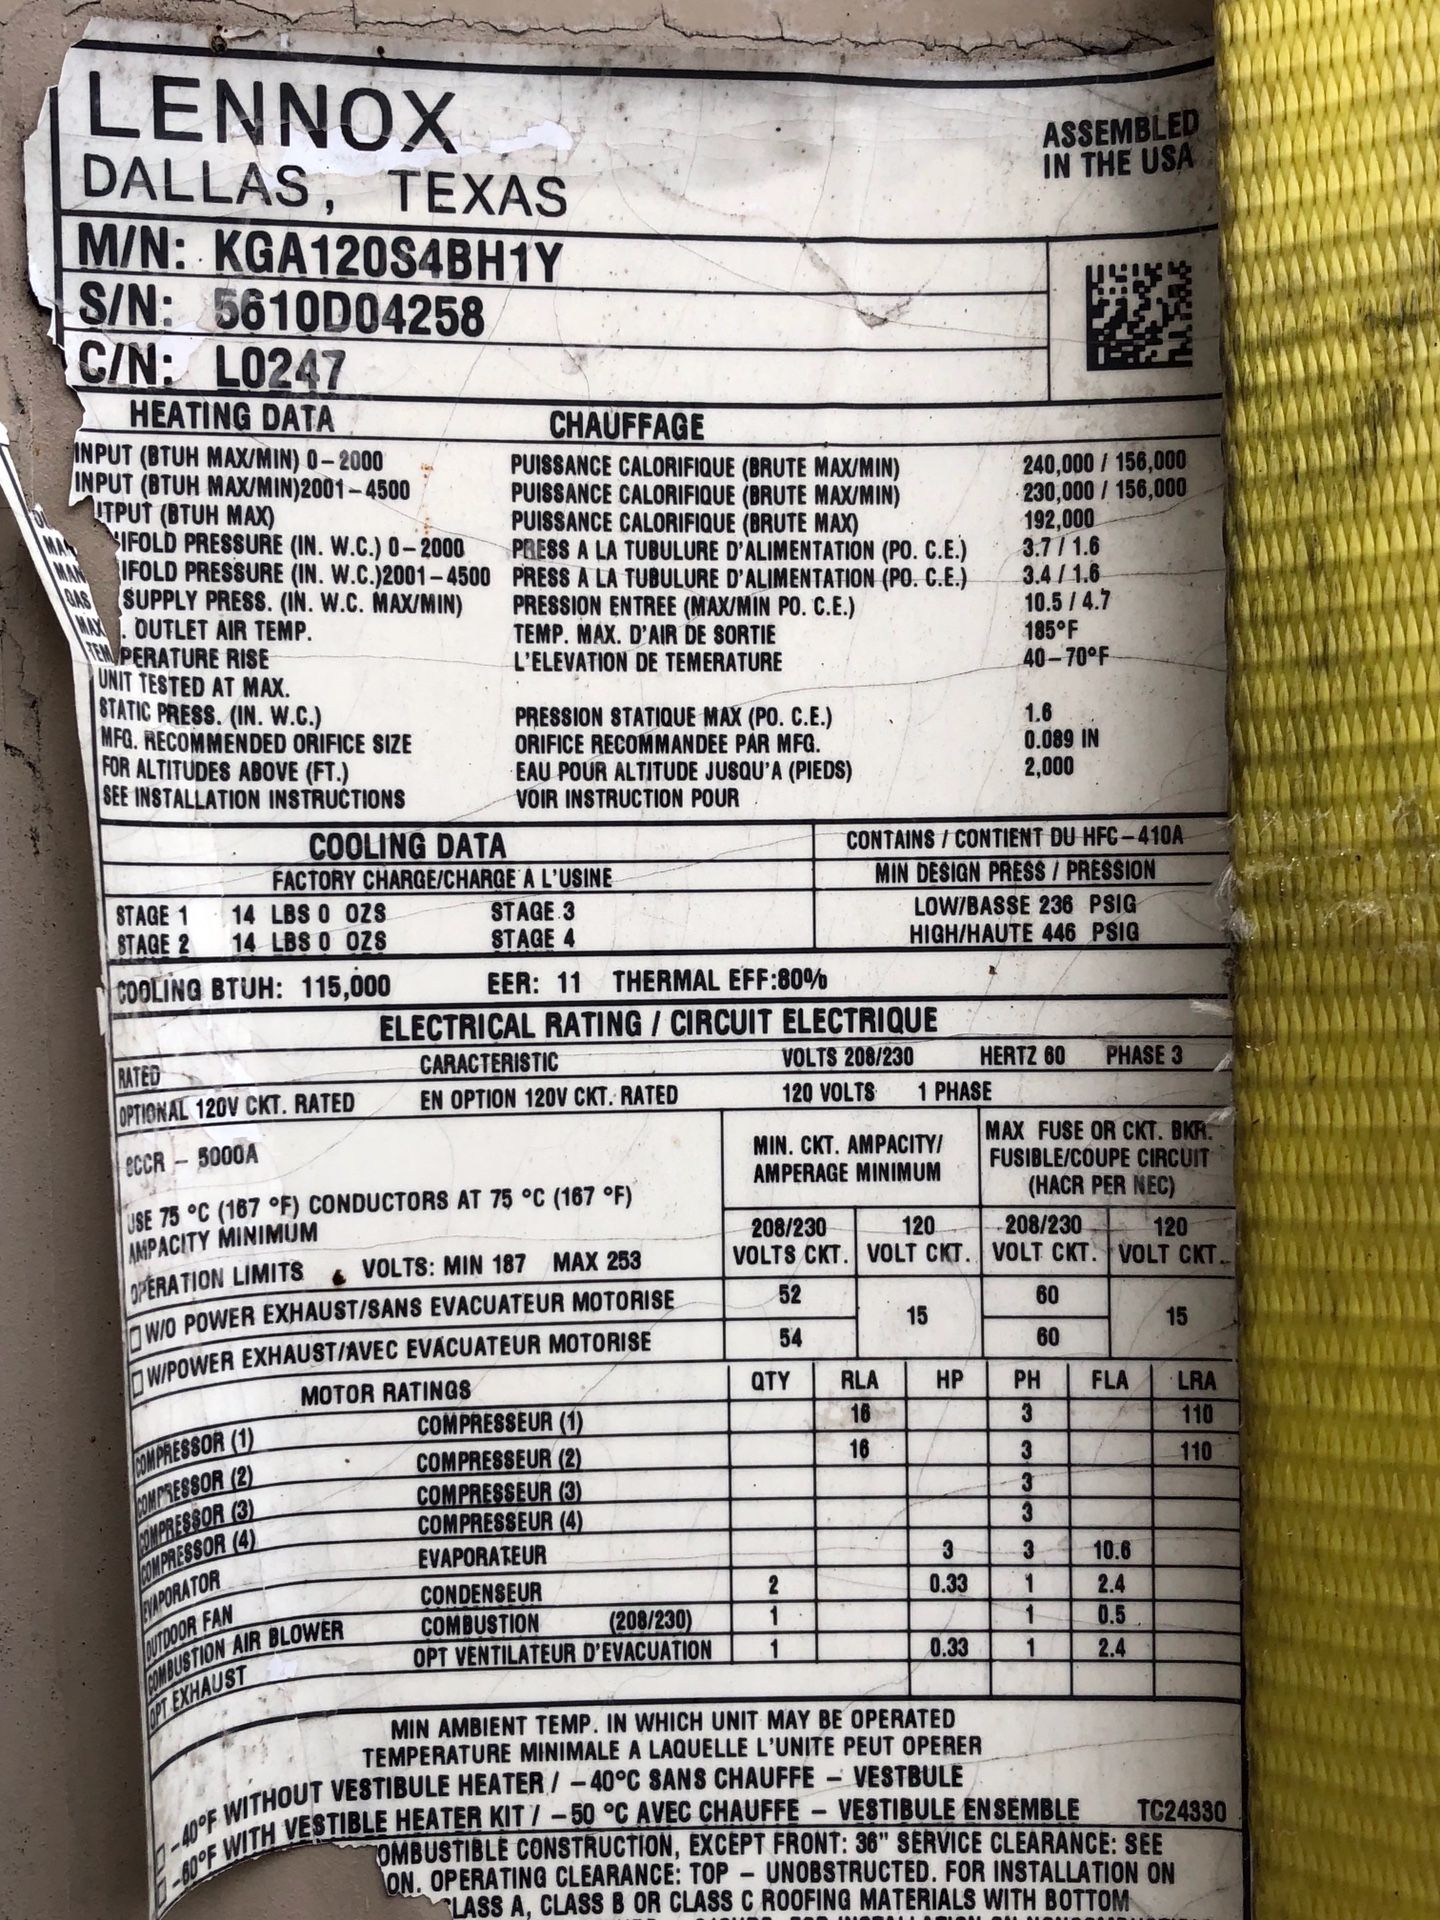 LENNOX
DALLAS, TEXAS
ASSEMBLED
IN THE USA
M/N: KGA120S4BH1Y
S/N: 5610D04258
C/N: L0247
HEATING DATA CHAUFFAGE
INPUT (BTUH MAX/MIN) 0-2000 PUISSANCE CALORIFIQUE (BRUTE MAX/MIN) 240,000 / 156,000
INPUT (BTUH MAX/MIN)2001-4500 PUISSANCE CALORIFIQUE (BRUTE MAX/MIN) 230,000 / 156,000
UTPUT (BTUH MAX) PUISSANCE CALORIFIQUE (BRUTE MAX) 192,000
IFOLD PRESSURE (IN. W.C.) 0-2000 PRESS A LA TUBULURE D'ALIMENTATION (PO. C.E.) 3.7 / 1.6
MAN IFOLD PRESSURE (IN. W.C.)2001-4500 PRESS A LA TUBULURE D'ALIMENTATION (PO. C.E.) 3.4 / 1.6
GAS SUPPLY PRESS. (IN. W.C. MAX/MIN) PRESSION ENTREE (MAX/MIN PO. C.E.) 10.5 / 4.7
MAX . OUTLET AIR TEMP. TEMP. MAX. D'AIR DE SORTIE 185°F
TEM PERATURE RISE L'ELEVATION DE TEMERATURE 40-70°F
UNIT TESTED AT MAX.
STATIC PRESS. (IN. W.C.) PRESSION STATIQUE MAX (PO. C.E.) 1.6
MFG. RECOMMENDED ORIFICE SIZE ORIFICE RECOMMANDEE PAR MFG. 0.089 IN
FOR ALTITUDES ABOVE (FT.) EAU POUR ALTITUDE JUSQU'A (PIEDS) 2,000
SEE INSTALLATION INSTRUCTIONS VOIR INSTRUCTION POUR
COOLING DATA CONTAINS / CONTIENT DU HFC-410A
FACTORY CHARGE/CHARGE A L'USINE MIN DESIGN PRESS / PRESSION
STAGE 1 14 LBS 0 OZS STAGE 3 LOW/BASSE 236 PSIG
STAGE 2 14 LBS 0 OZS STAGE 4 HIGH/HAUTE 446 PSIG
COOLING BTUH: 115,000 EER: 11 THERMAL EFF:80%
ELECTRICAL RATING / CIRCUIT ELECTRIQUE
RATED CARACTERISTIC VOLTS 208/230 HERTZ 60 PHASE 3
OPTIONAL 120V CKT. RATED EN OPTION 120V CKT. RATED 120 VOLTS 1 PHASE
SCCR - 5000A
MIN. CKT. AMPACITY/
AMPERAGE MINIMUM
MAX FUSE OR CKT. BKR.
FUSIBLE/COUPE CIRCUIT
(HACR PER NEC)
USE 75 °C (167 °F) CONDUCTORS AT 75 °C (167 °F)
AMPACITY MINIMUM
208/230 120 208/230 120
VOLTS CKT. VOLT CKT. VOLT CKT. VOLT CKT.
OPERATION LIMITS VOLTS: MIN 187 MAX 253
W/O POWER EXHAUST/SANS EVACUATEUR MOTORISE 52 15 60 15
W/POWER EXHAUST/AVEC EVACUATEUR MOTORISE 54 60
MOTOR RATINGS QTY RLA HP PH FLA LRA
COMPRESSOR (1) COMPRESSEUR (1) 16 3 110
COMPRESSOR (2) COMPRESSEUR (2) 16 3 110
COMPRESSOR (3) COMPRESSEUR (3) 3
COMPRESSOR (4) COMPRESSEUR (4) 3
EVAPORATOR EVAPORATEUR 3 3 10.6
OUTDOOR FAN CONDENSEUR 2 0.33 1 2.4
COMBUSTION AIR BLOWER COMBUSTION (208/230) 1 1 0.5
OPT EXHAUST OPT VENTILATEUR D'EVACUATION 1 0.33 1 2.4
MIN AMBIENT TEMP. IN WHICH UNIT MAY BE OPERATED
TEMPERATURE MINIMALE A LAQUELLE L'UNITE PEUT OPERER
-40°F WITHOUT VESTIBULE HEATER / -40°C SANS CHAUFFE - VESTBULE
-60°F WITH VESTIBLE HEATER KIT / -50 °C AVEC CHAUFFE - VESTIBULE ENSEMBLE TC24330
OMBUSTIBLE CONSTRUCTION, EXCEPT FRONT: 36" SERVICE CLEARANCE: SEE
ON. OPERATING CLEARANCE: TOP - UNOBSTRUCTED. FOR INSTALLATION ON
LASS A, CLASS B OR CLASS C ROOFING MATERIALS WITH BOTTOM